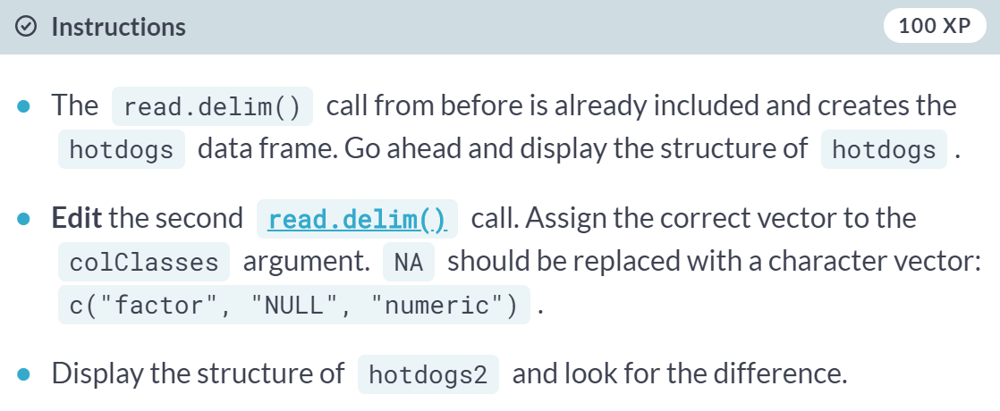 Instructions 100 XP
The read.delim() call from before is already included and creates the
hotdogs data frame. Go ahead and display the structure of hotdogs .
Edit the second read.delim() call. Assign the correct vector to the
colClasses argument. NA should be replaced with a character vector:
c("factor", "NULL", "numeric") .
Display the structure of hotdogs2 and look for the difference.